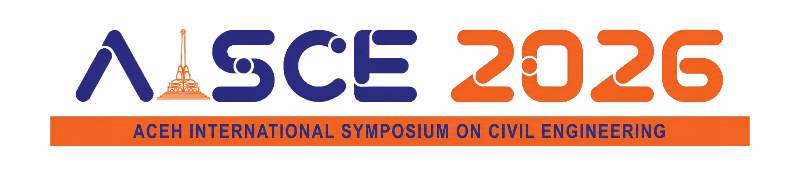 AISCE 2026
ACEH INTERNATIONAL SYMPOSIUM ON CIVIL ENGINEERING